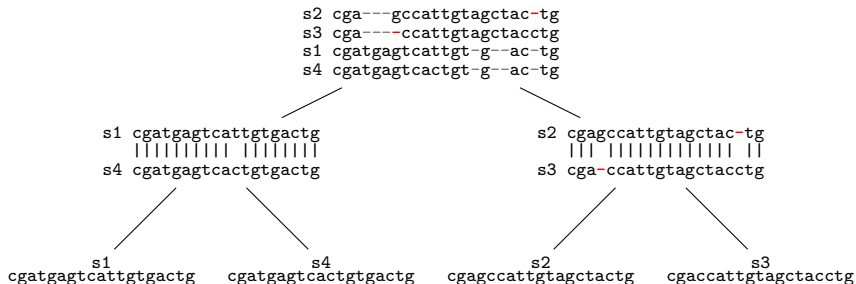 s2 cga---gccattgtagctac-tg
s3 cga----ccattgtagctacctg
s1 cgatgagtcattgt-g--ac-tg
s4 cgatgagtcactgt-g--ac-tg
s1 cgatgagtcattgtgactg
|||||||||| ||||||||
s4 cgatgagtcactgtgactg
s2 cgagccattgtagctac-tg
||| ||||||||||||| ||
s3 cga-ccattgtagctacctg
s1
cgatgagtcattgtgactg
s4
cgatgagtcactgtgactg
s2
cgagccattgtagctactg
s3
cgaccattgtagctacctg